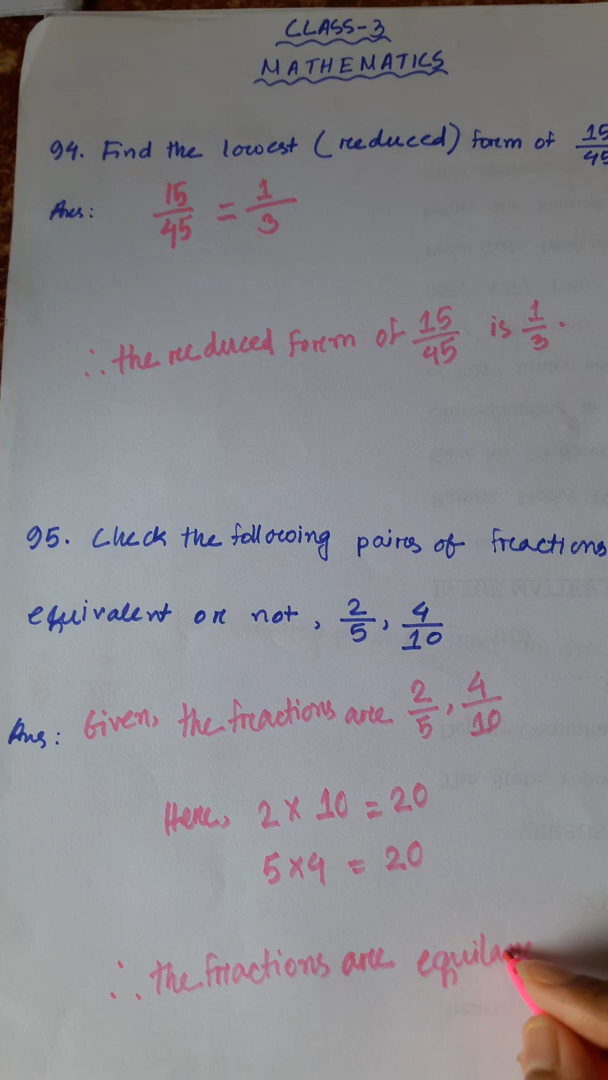 CLASS-3
MATHEMATICS
94. Find the lowest (reduced) form of 15/45
Ans: 15/45 = 1/3
∴ the reduced form of 15/45 is 1/3.
95. Check the following pairs of fractions
equivalent or not, 2/5, 4/10
Ans: Given, the fractions are 2/5, 4/10
Here, 2 × 10 = 20
5 × 4 = 20
∴ the fractions are